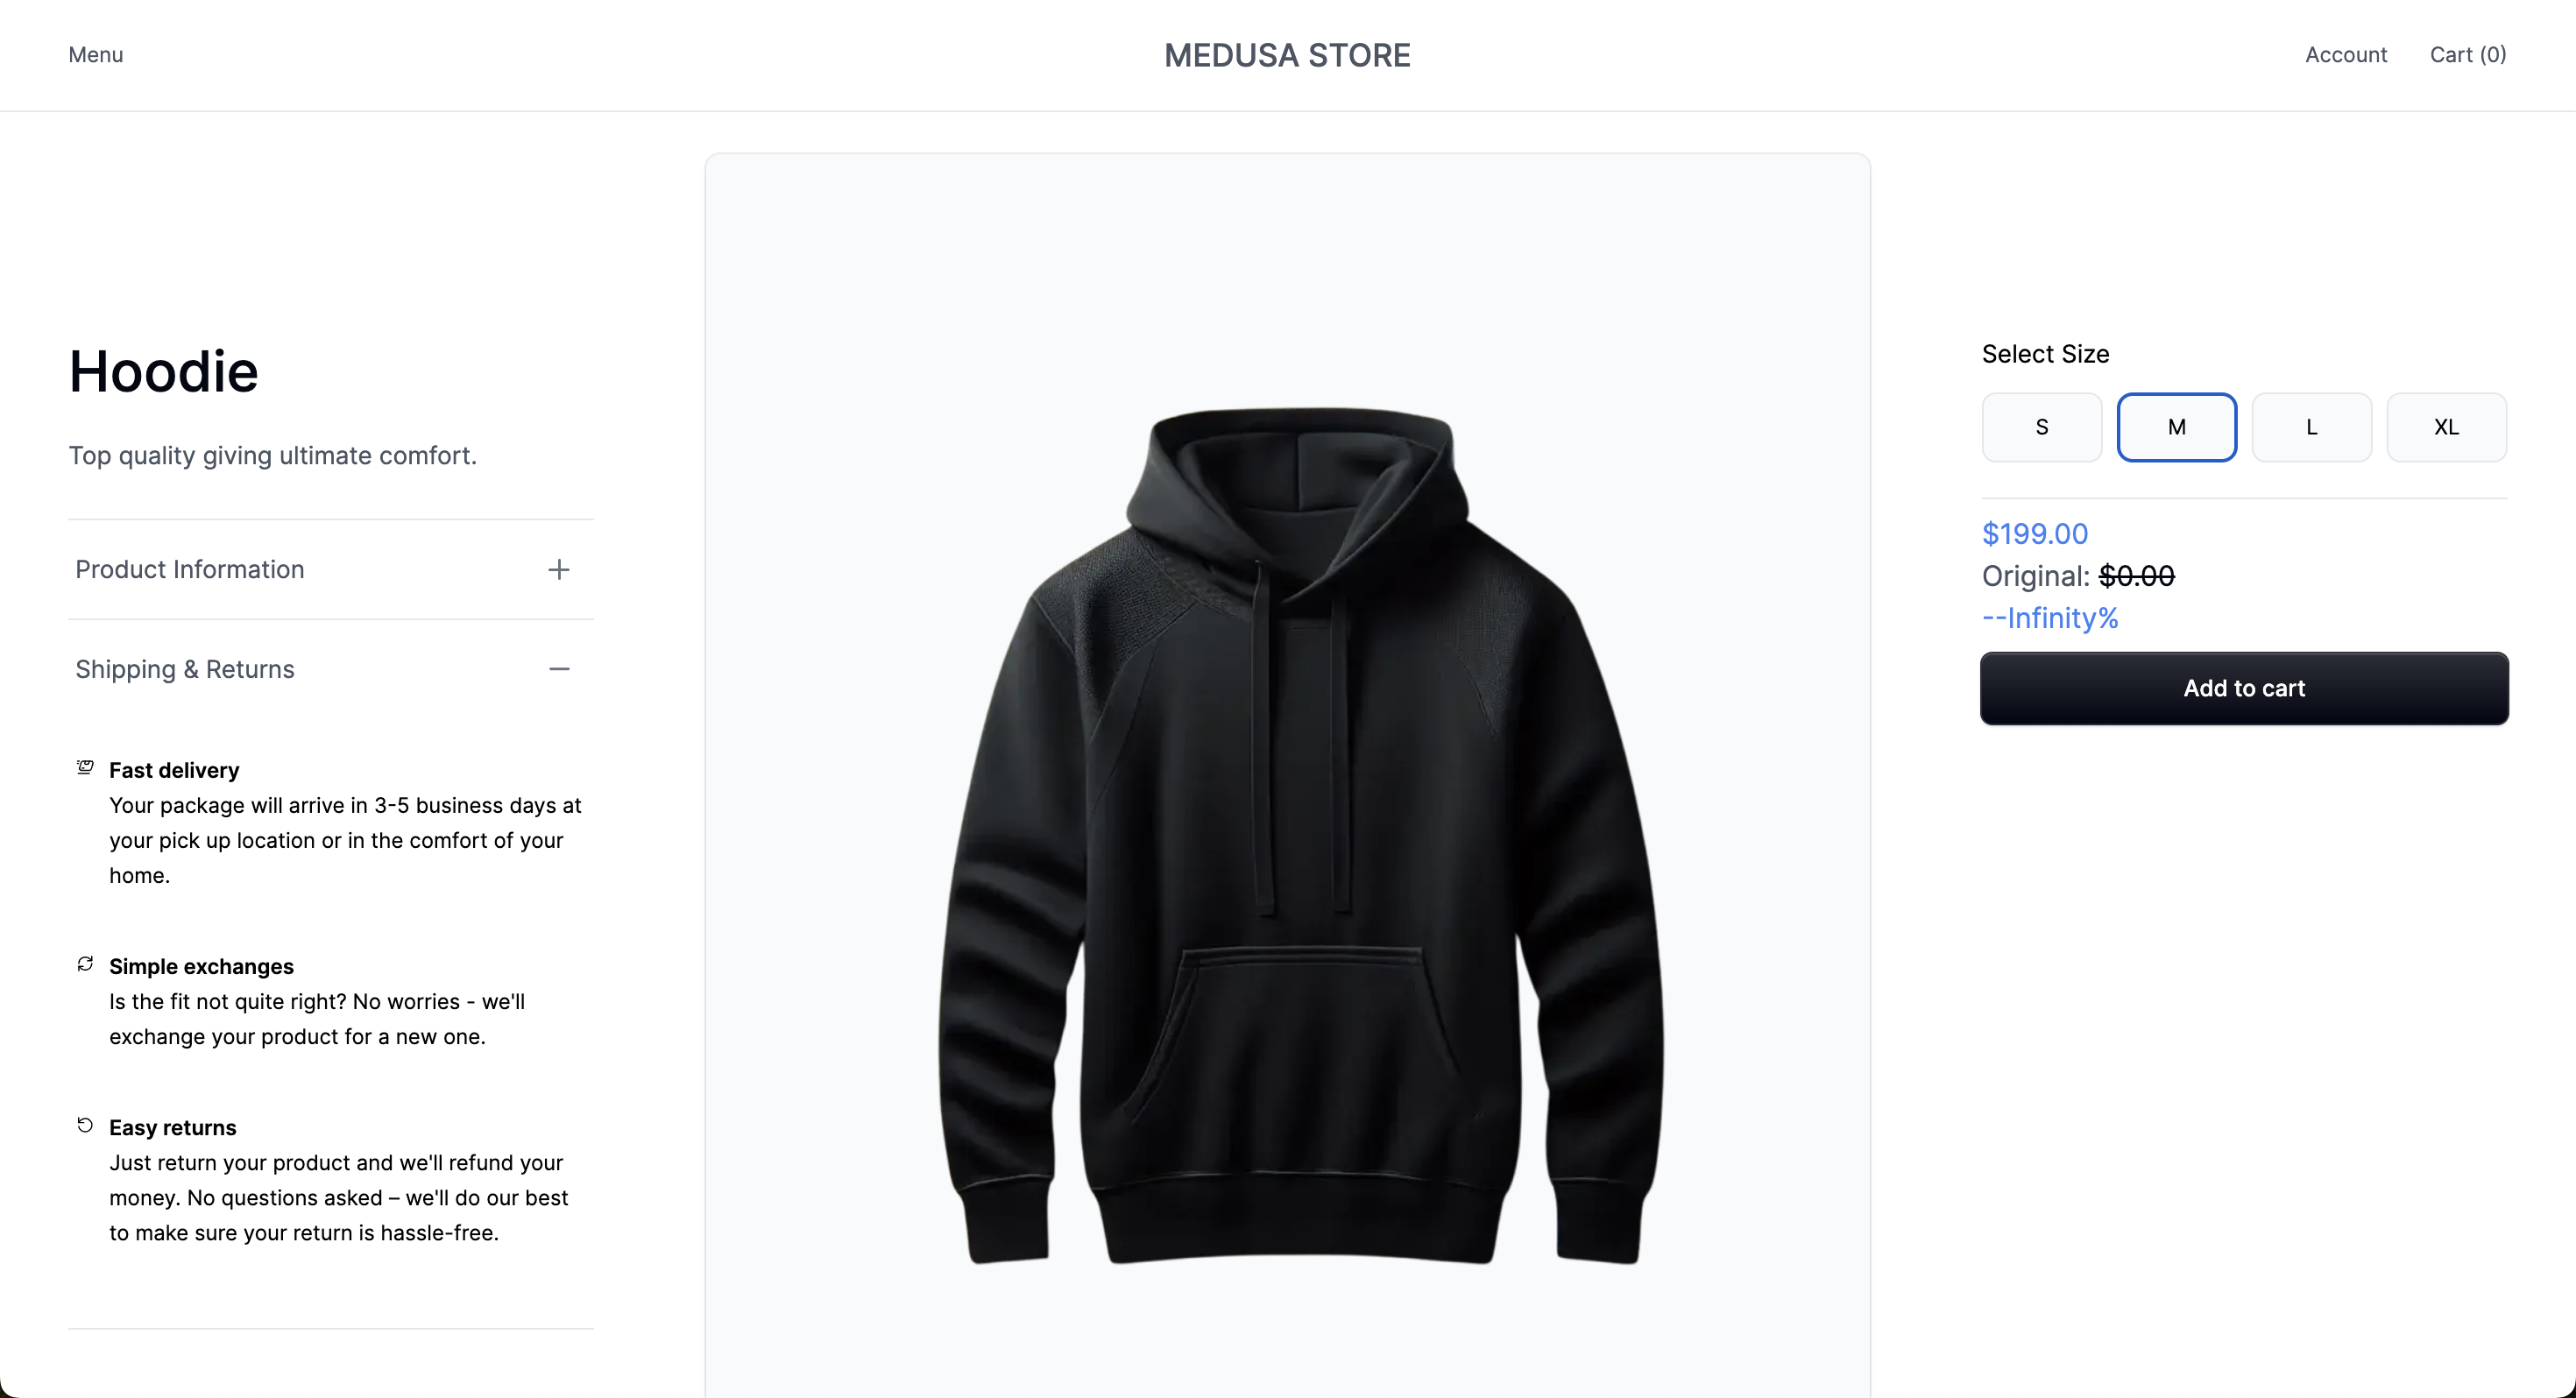 Menu
MEDUSA STORE
Account
Cart (0)
Hoodie
Top quality giving ultimate comfort.
Product Information
Shipping & Returns
Fast delivery
Your package will arrive in 3-5 business days at
your pick up location or in the comfort of your
home.
Simple exchanges
Is the fit not quite right? No worries - we'll
exchange your product for a new one.
Easy returns
Just return your product and we'll refund your
money. No questions asked – we'll do our best
to make sure your return is hassle-free.
Select Size
S
M
L
XL
$199.00
Original: $0.00
--Infinity%
Add to cart